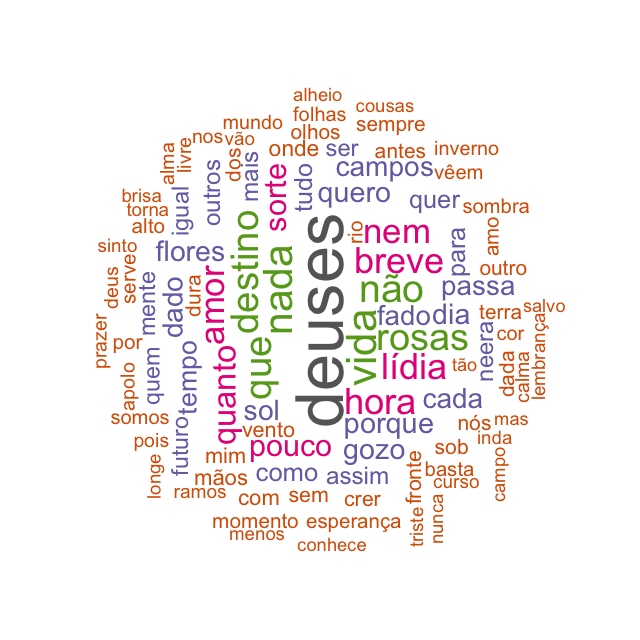 alheio
cousas
folhas
mundo
olhos
sempre
nos
vão
onde
ser
antes
inverno
alma
livre
dos
mais
sorte
tudo
campos
vêem
brisa
igual
outros
quero
quer
sombra
torna
alto
deuses
rio
nem
para
amo
sinto
flores
destino
nada
breve
outro
deus
serve
mente
dado
dura
amor
não
passa
fado
dia
terra
salvo
prazer
por
que
vida
rosas
neera
cor
lembrança
quem
tempo
quanto
lídia
tão
dada
calma
apolo
sol
hora
cada
somos
vento
porque
nós
mas
pois
futuro
pouco
gozo
sob
inda
longe
mim
mãos
como
assim
fronte
basta
curso
campo
ramos
com
sem
crer
momento
esperança
triste
nunca
menos
conhece